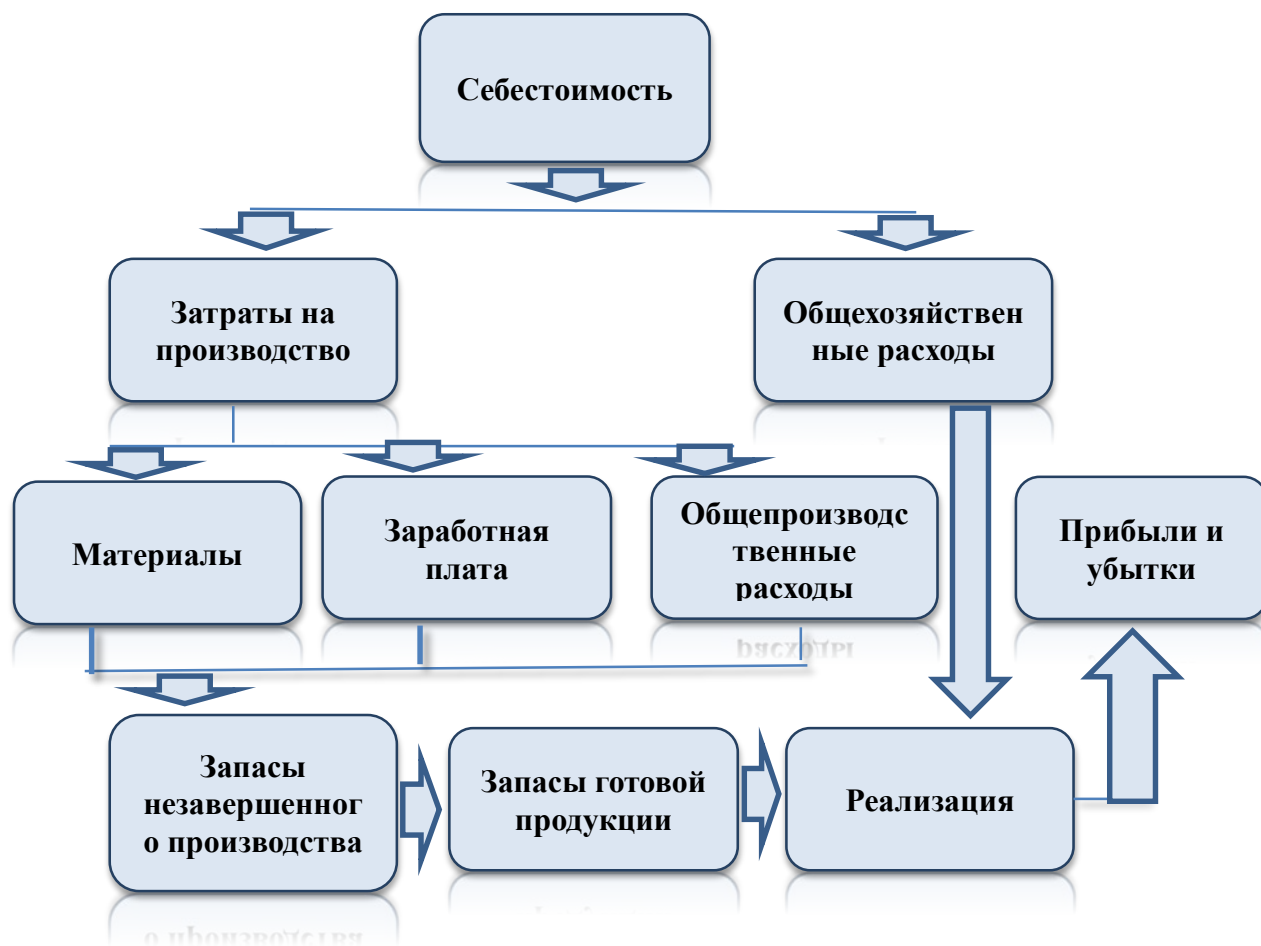 Себестоимость
Затраты на
производство
Общехозяйствен
ные расходы
Материалы
Заработная
плата
Общепроизводс
твенные
расходы
Прибыли и
убытки
Запасы
незавершенног
о производства
Запасы готовой
продукции
Реализация